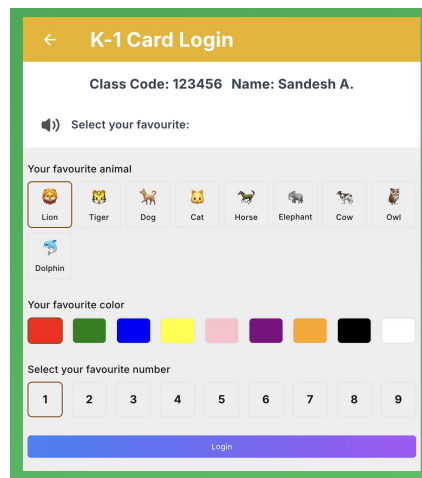 K-1 Card Login
Class Code: 123456 Name: Sandesh A.
Select your favourite:
Your favourite animal
Lion Tiger Dog Cat Horse Elephant Cow Owl
Dolphin
Your favourite color
Select your favourite number
1 2 3 4 5 6 7 8 9
Login